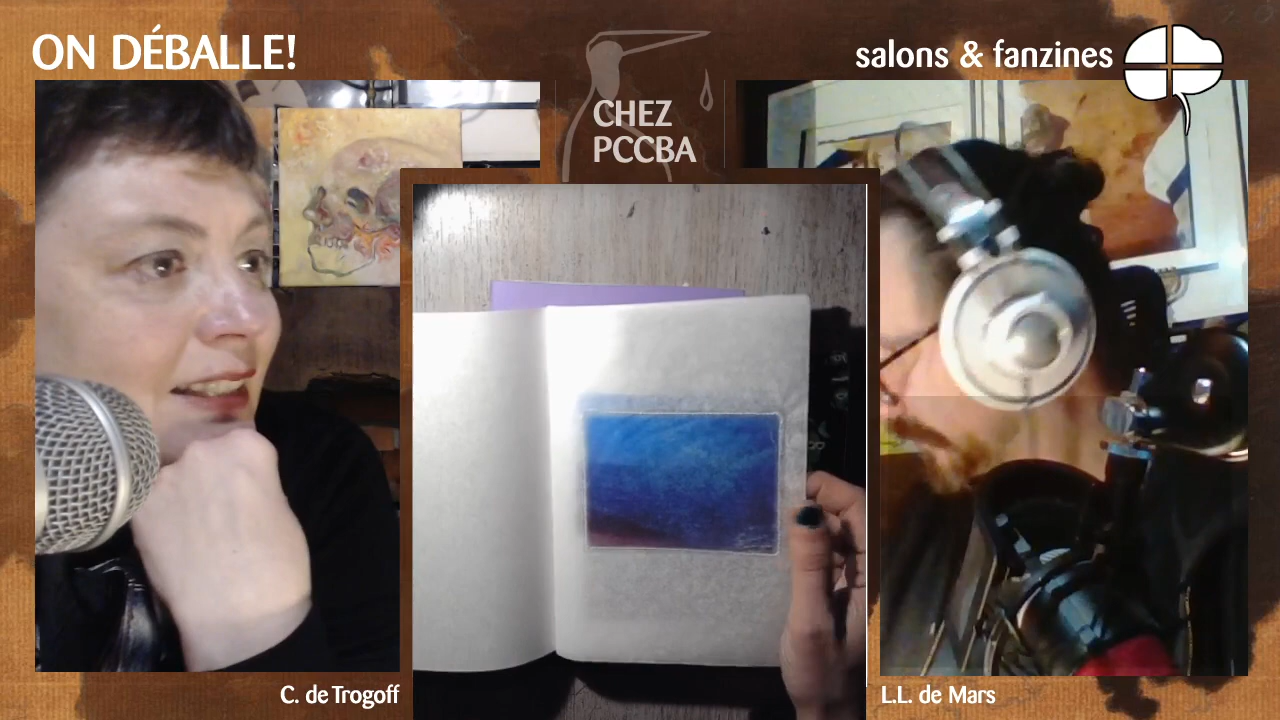 ON DÉBALLE!
salons & fanzines
CHEZ
PCCBA
C. de Trogoff
L.L. de Mars